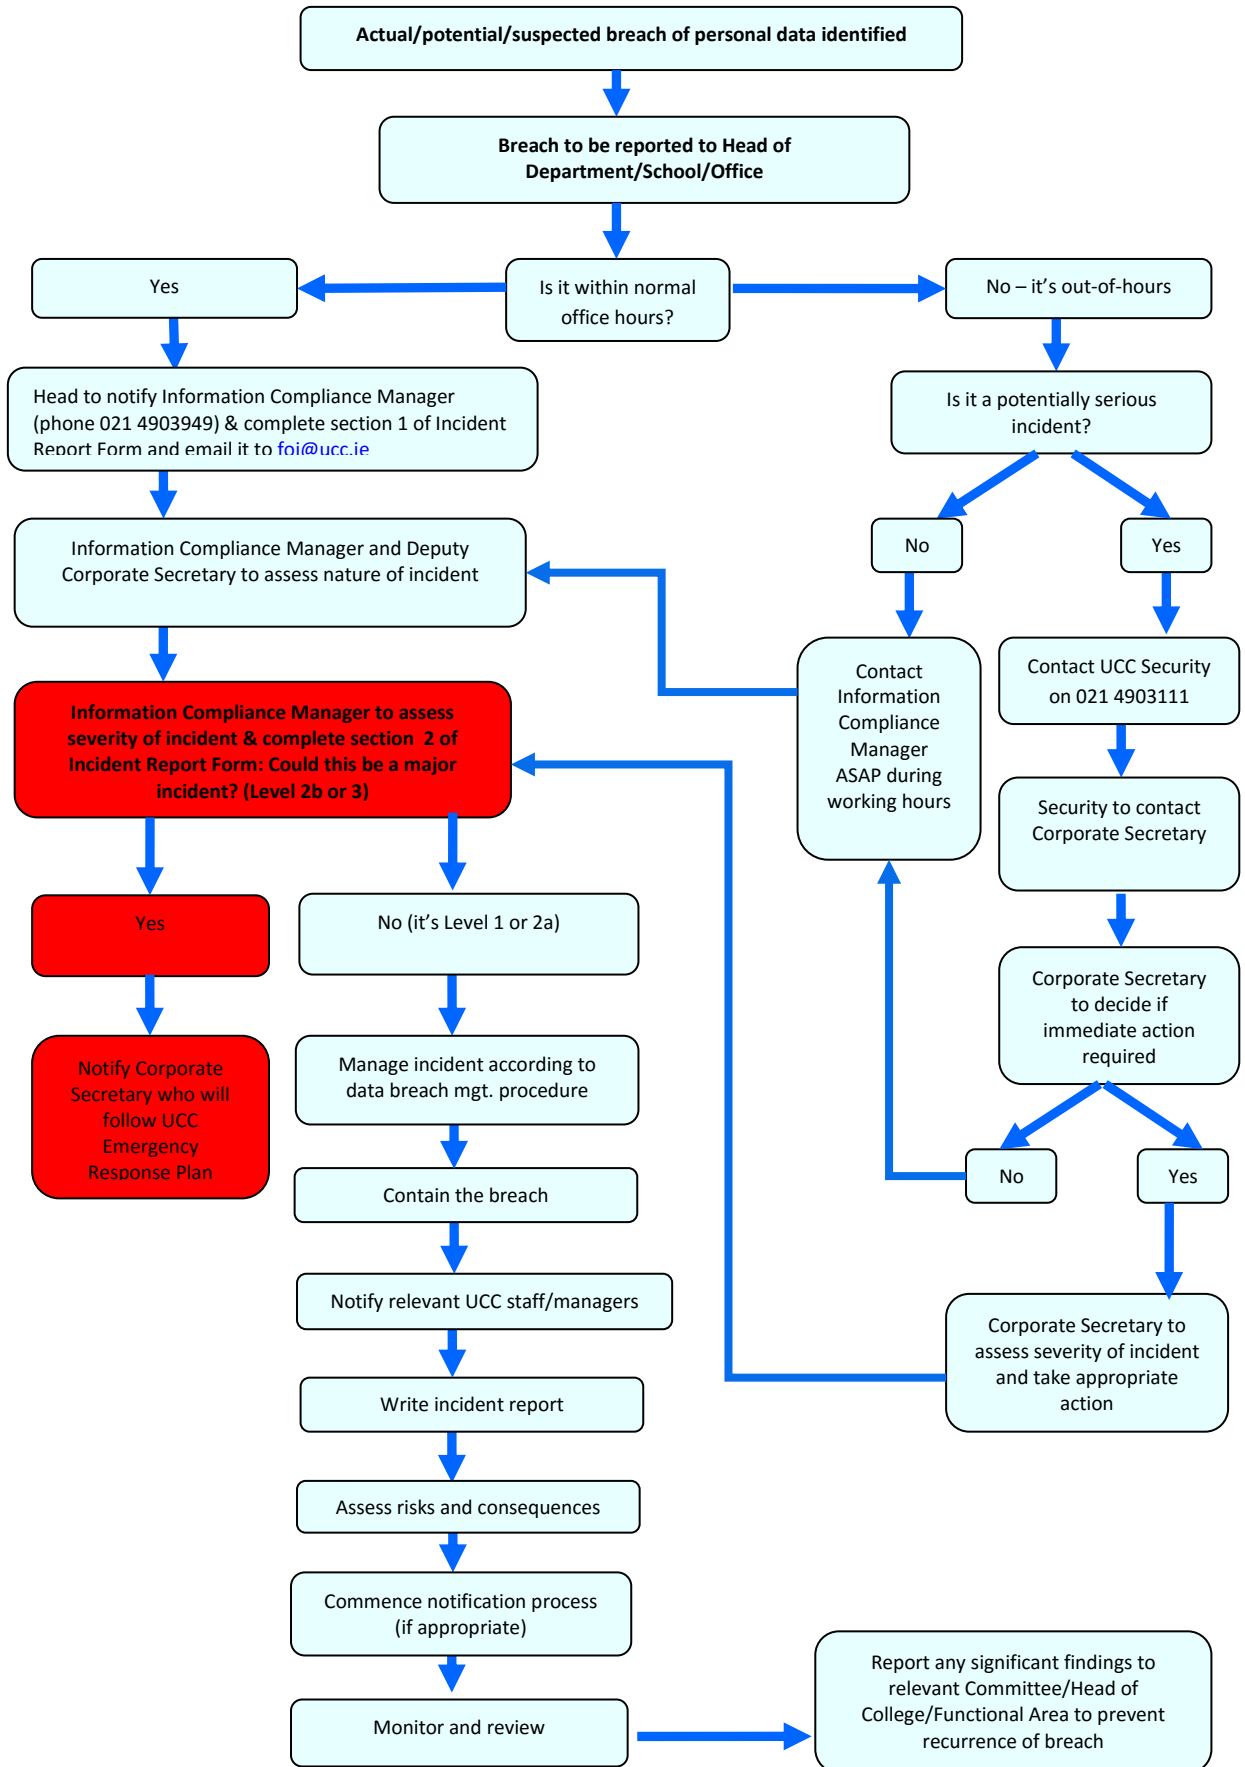 Actual/potential/suspected breach of personal data identified
Breach to be reported to Head of
Department/School/Office
Yes
Is it within normal
office hours?
No – it's out-of-hours
Head to notify Information Compliance Manager
(phone 021 4903949) & complete section 1 of Incident
Report Form and email it to foi@ucc.ie
Is it a potentially serious
incident?
No
Yes
Information Compliance Manager and Deputy
Corporate Secretary to assess nature of incident
Contact
Information
Compliance
Manager
ASAP during
working hours
Contact UCC Security
on 021 4903111
Information Compliance Manager to assess
severity of incident & complete section 2 of
Incident Report Form: Could this be a major
incident? (Level 2b or 3)
Security to contact
Corporate Secretary
Yes
No (it's Level 1 or 2a)
Corporate Secretary
to decide if
immediate action
required
Notify Corporate
Secretary who will
follow UCC
Emergency
Response Plan
Manage incident according to
data breach mgt. procedure
No
Yes
Contain the breach
Notify relevant UCC staff/managers
Corporate Secretary to
assess severity of incident
and take appropriate
action
Write incident report
Assess risks and consequences
Commence notification process
(if appropriate)
Monitor and review
Report any significant findings to
relevant Committee/Head of
College/Functional Area to prevent
recurrence of breach